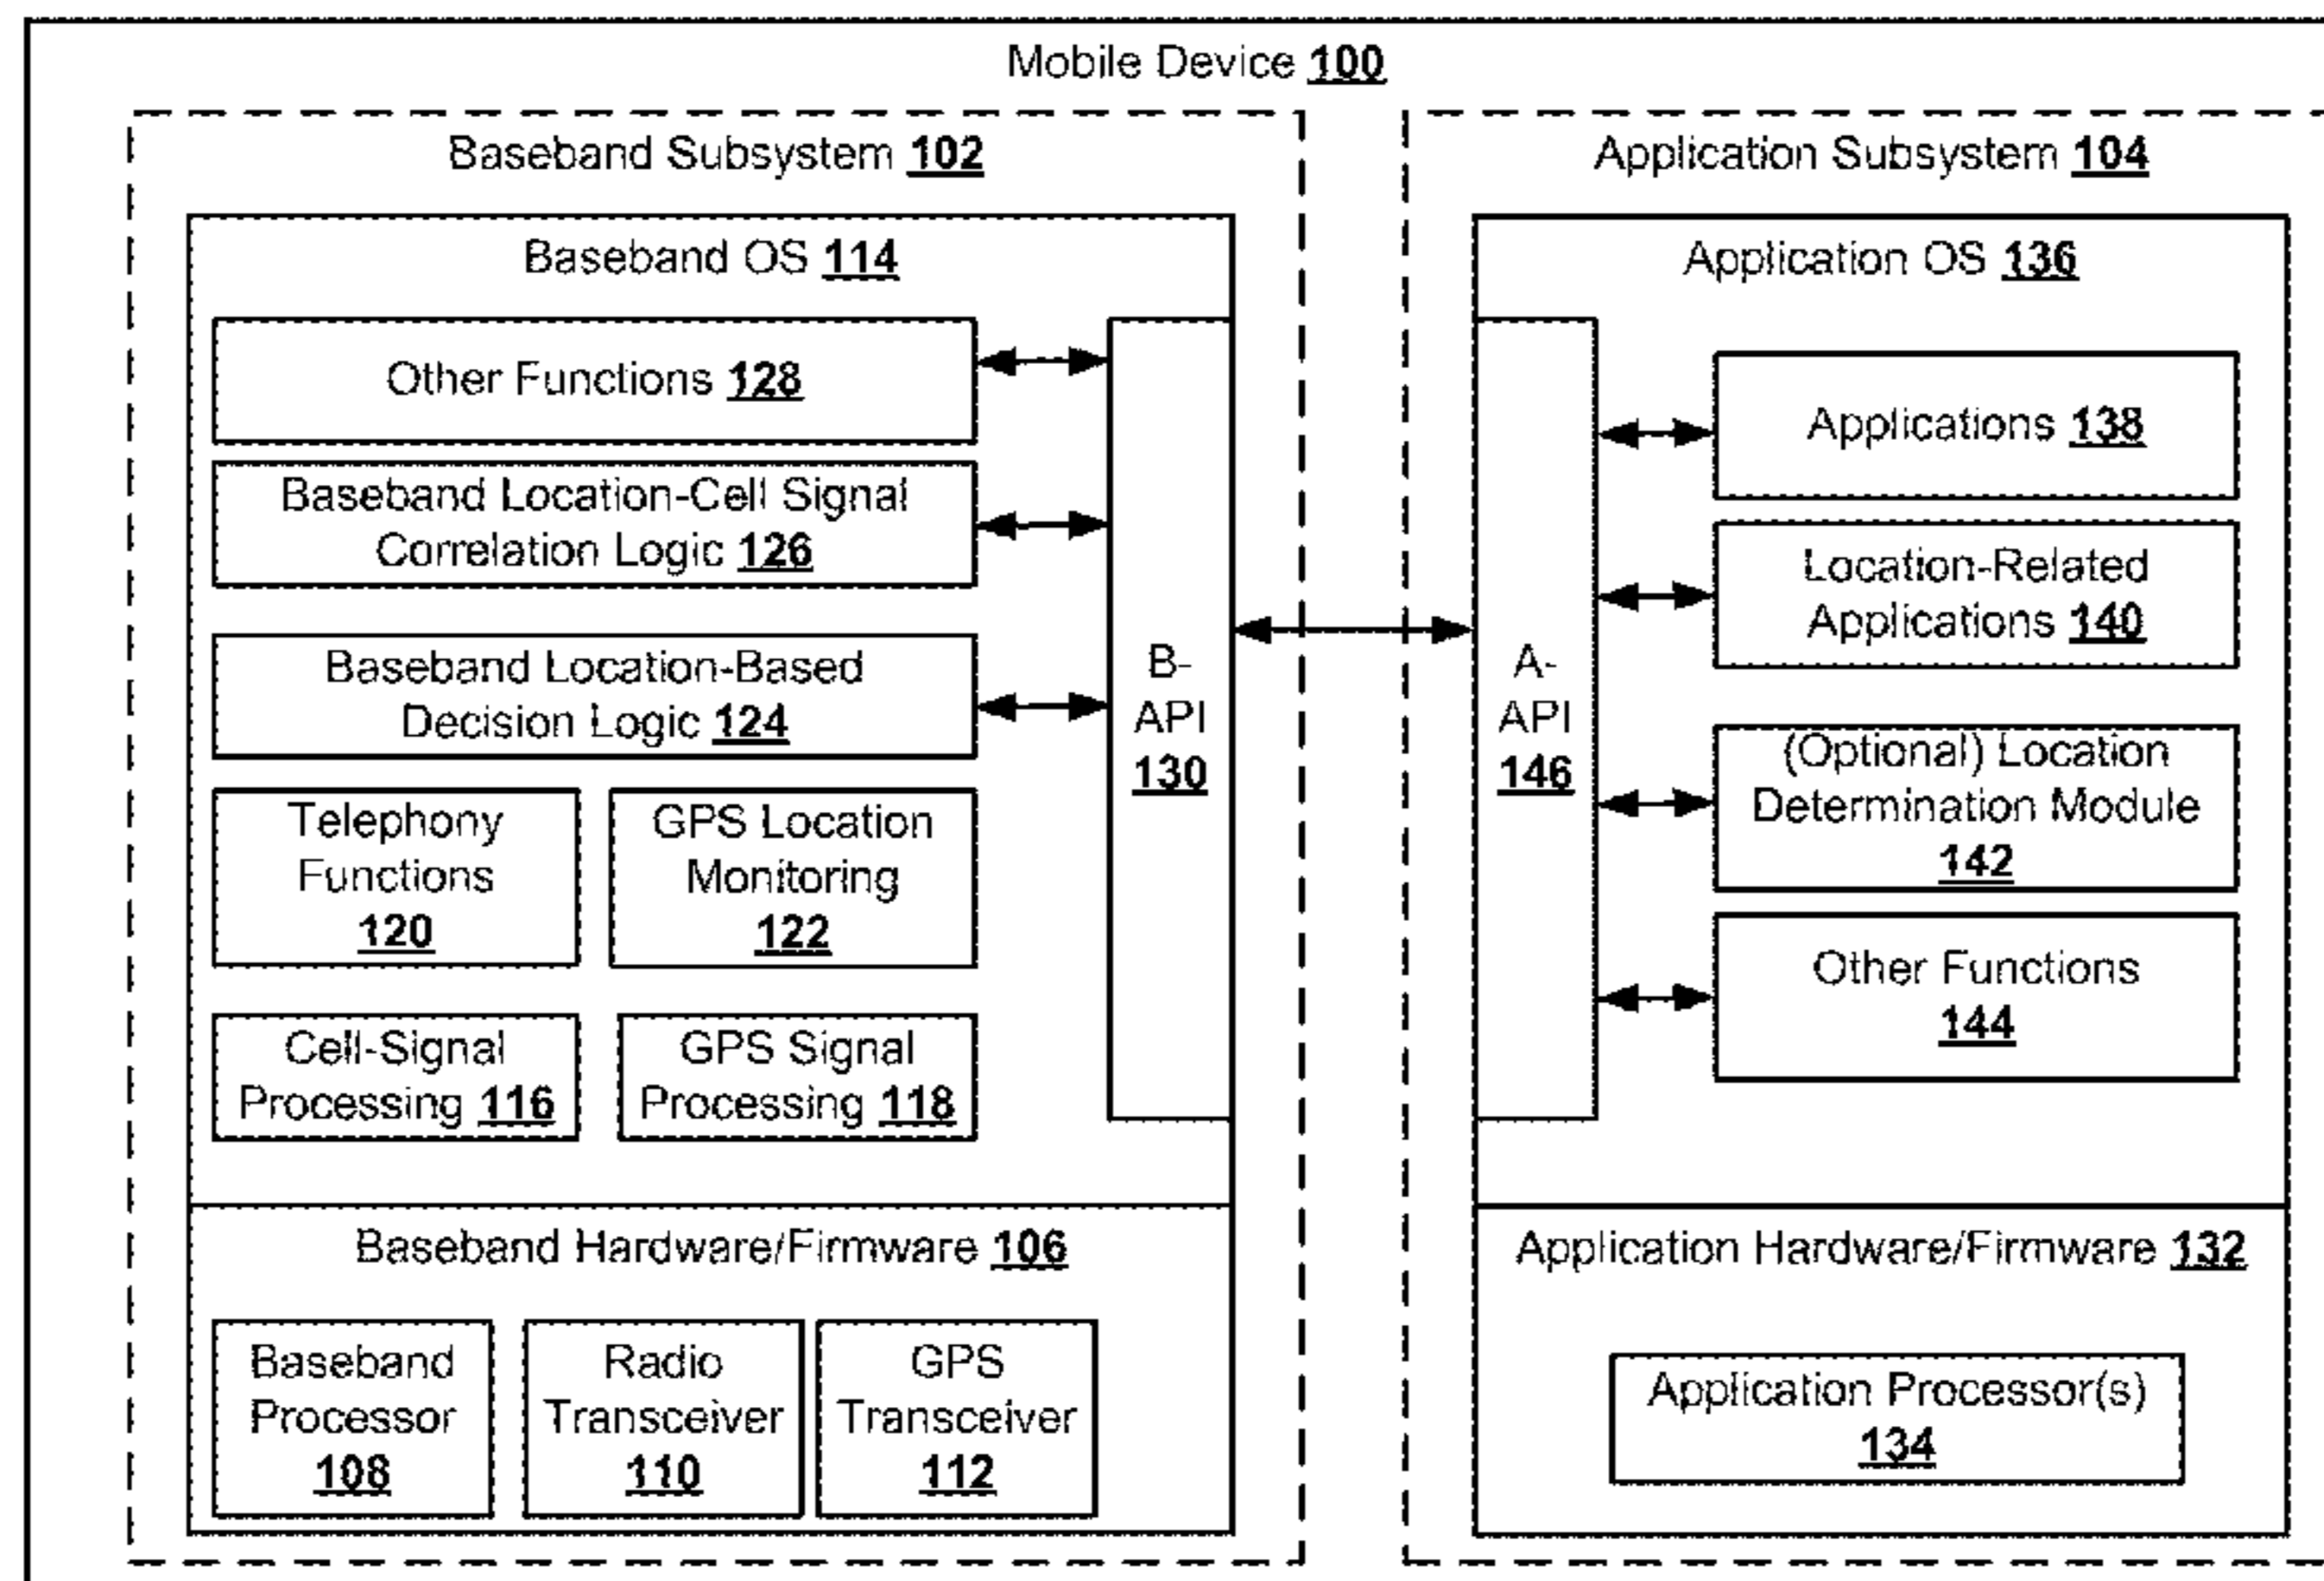 Mobile Device 100
Baseband Subsystem 102
Baseband OS 114
Other Functions 128
Baseband Location-Cell Signal
Correlation Logic 126
Baseband Location-Based
Decision Logic 124
Telephony
Functions
120
GPS Location
Monitoring
122
Cell-Signal
Processing 116
GPS Signal
Processing 118
B-
API
130
Baseband Hardware/Firmware 106
Baseband
Processor
108
Radio
Transceiver
110
GPS
Transceiver
112
Application Subsystem 104
Application OS 136
A-
API
146
Applications 138
Location-Related
Applications 140
(Optional) Location
Determination Module
142
Other Functions
144
Application Hardware/Firmware 132
Application Processor(s)
134